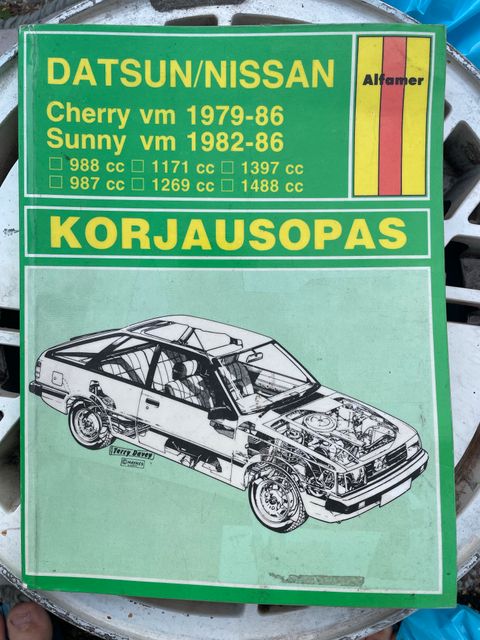 DATSUN/NISSAN
Alfamer
Cherry vm 1979-86
Sunny vm 1982-86
□ 988 cc □ 1171 cc □ 1397 cc
□ 987 cc □ 1269 cc □ 1488 cc
KORJAUSOPAS
Terry Davey
HAYNES